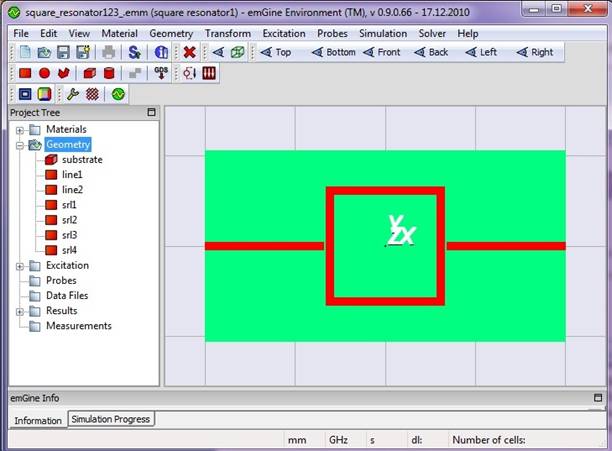 square_resonator123_emm (square resonator1) - emGine Environment (TM), v 0.9.0.66 - 17.12.2010
File Edit View Material Geometry Transform Excitation Probes Simulation Solver Help
Top Bottom Front Back Left Right
GDS
Project Tree
Materials
Geometry
substrate
line1
line2
srl1
srl2
srl3
srl4
Excitation
Probes
Data Files
Results
Measurements
Y
ZX
emGine Info
Information Simulation Progress
mm GHz s dl: Number of cells: